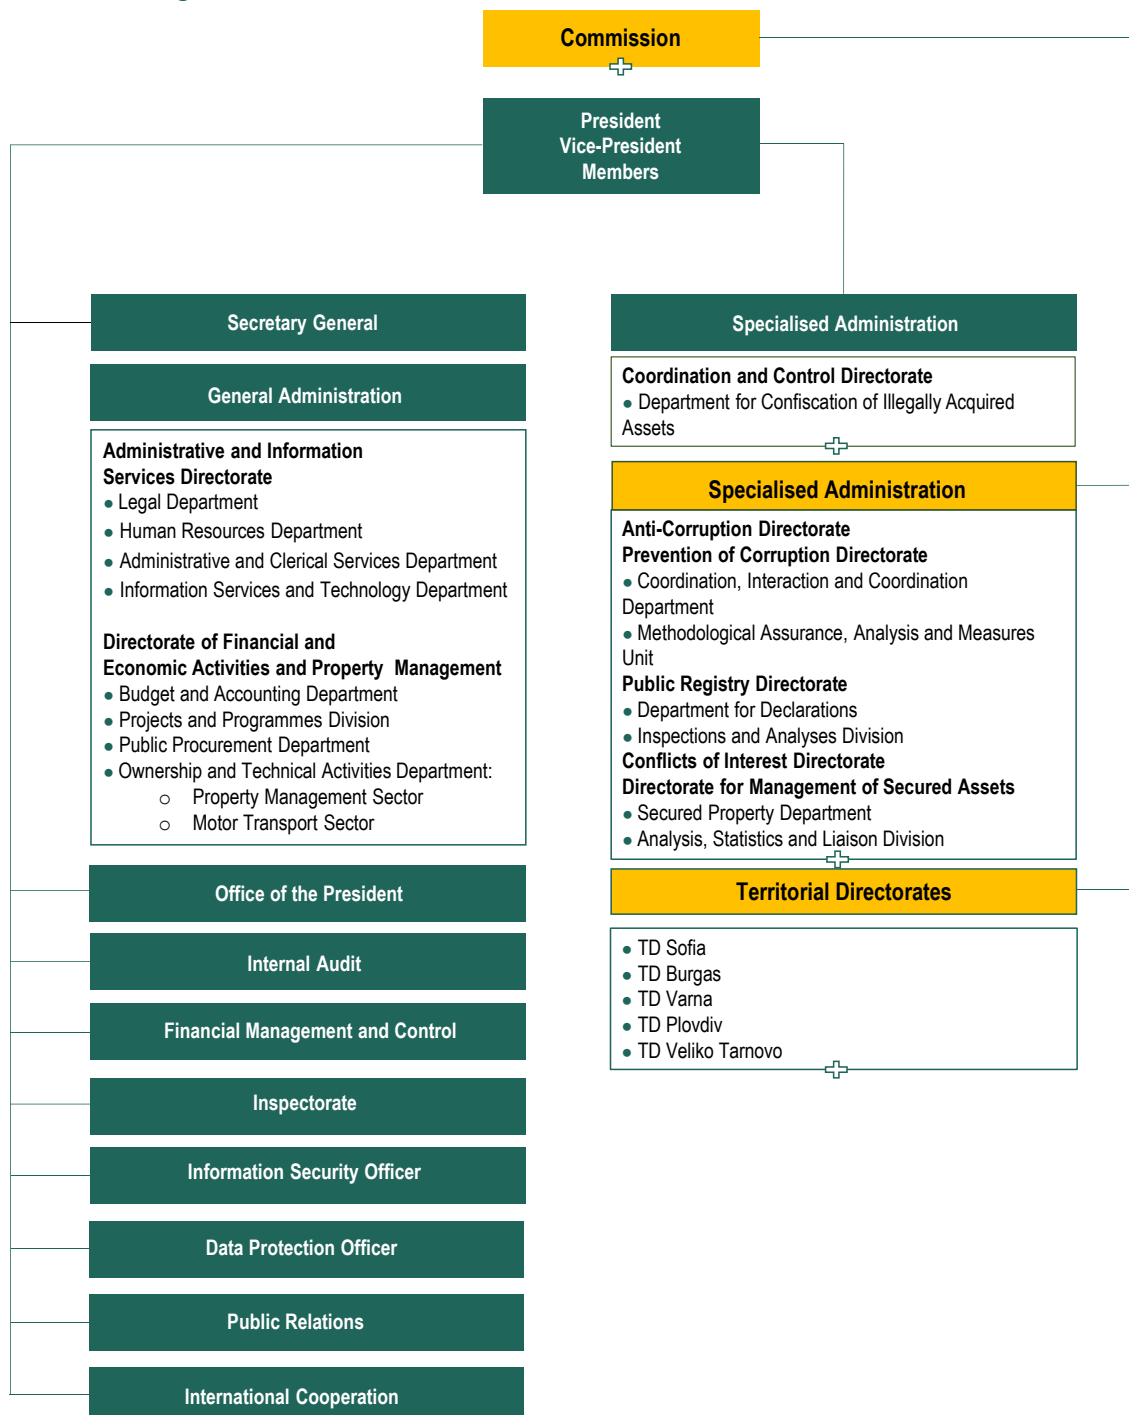 Commission
President
Vice-President
Members
Secretary General
General Administration
Administrative and Information
Services Directorate
● Legal Department
● Human Resources Department
● Administrative and Clerical Services Department
● Information Services and Technology Department
Directorate of Financial and
Economic Activities and Property Management
● Budget and Accounting Department
● Projects and Programmes Division
● Public Procurement Department
● Ownership and Technical Activities Department:
o Property Management Sector
o Motor Transport Sector
Office of the President
Internal Audit
Financial Management and Control
Inspectorate
Information Security Officer
Data Protection Officer
Public Relations
International Cooperation
Specialised Administration
Coordination and Control Directorate
● Department for Confiscation of Illegally Acquired
Assets
Specialised Administration
Anti-Corruption Directorate
Prevention of Corruption Directorate
● Coordination, Interaction and Coordination
Department
● Methodological Assurance, Analysis and Measures
Unit
Public Registry Directorate
● Department for Declarations
● Inspections and Analyses Division
Conflicts of Interest Directorate
Directorate for Management of Secured Assets
● Secured Property Department
● Analysis, Statistics and Liaison Division
Territorial Directorates
● TD Sofia
● TD Burgas
● TD Varna
● TD Plovdiv
● TD Veliko Tarnovo